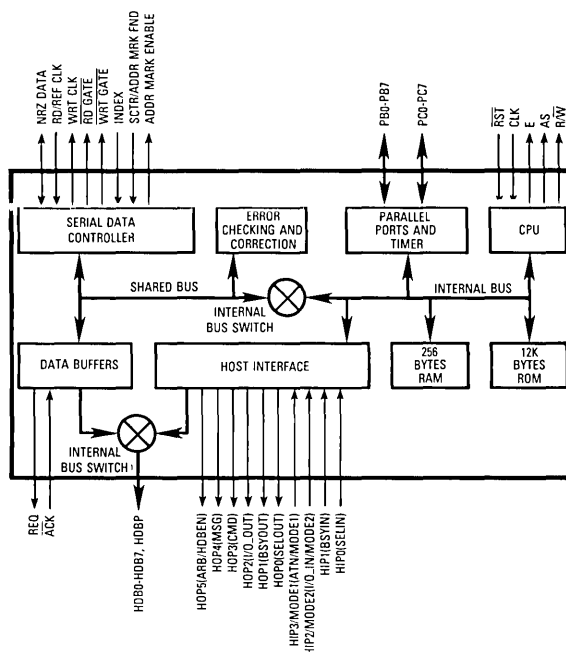 NRZ DATA
RD/REF CLK
WRT CLK
RD GATE
WRT GATE
INDEX
SCTR/ADDR MRK FND
ADDR MARK ENABLE
PB0-PB7
PC0-PC7
RST
CLK
E
AS
R/W
SERIAL DATA
CONTROLLER
ERROR
CHECKING AND
CORRECTION
PARALLEL
PORTS AND
TIMER
CPU
SHARED BUS
INTERNAL
BUS SWITCH
INTERNAL BUS
DATA BUFFERS
HOST INTERFACE
256
BYTES
RAM
12K
BYTES
ROM
INTERNAL
BUS SWITCH
REQ
ACK
HDB0-HDB7, HDBP
HOP5(ARB/HDBEN)
HOP4(MSG)
HOP3(CMD)
HOP2(I/O_OUT)
HOP1(BSYOUT)
HOP0(SELOUT)
HIP3/MODE1(ATN/MODE1)
HIP2/MODE2(I/O_IN/MODE2)
HIP1(BSYIN)
HIP0(SELIN)